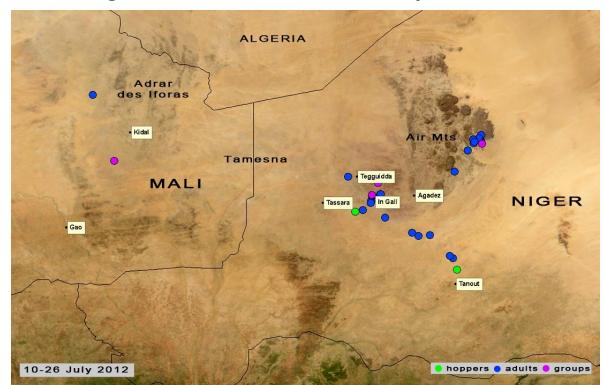 ALGERIA
Adrar
des Iforas
Kidal
Air Mts
Tamesna
MALI
Tegguidda
Tassara
In Gall
Agadez
NIGER
Gao
Tanout
10-26 July 2012
hoppers adults groups